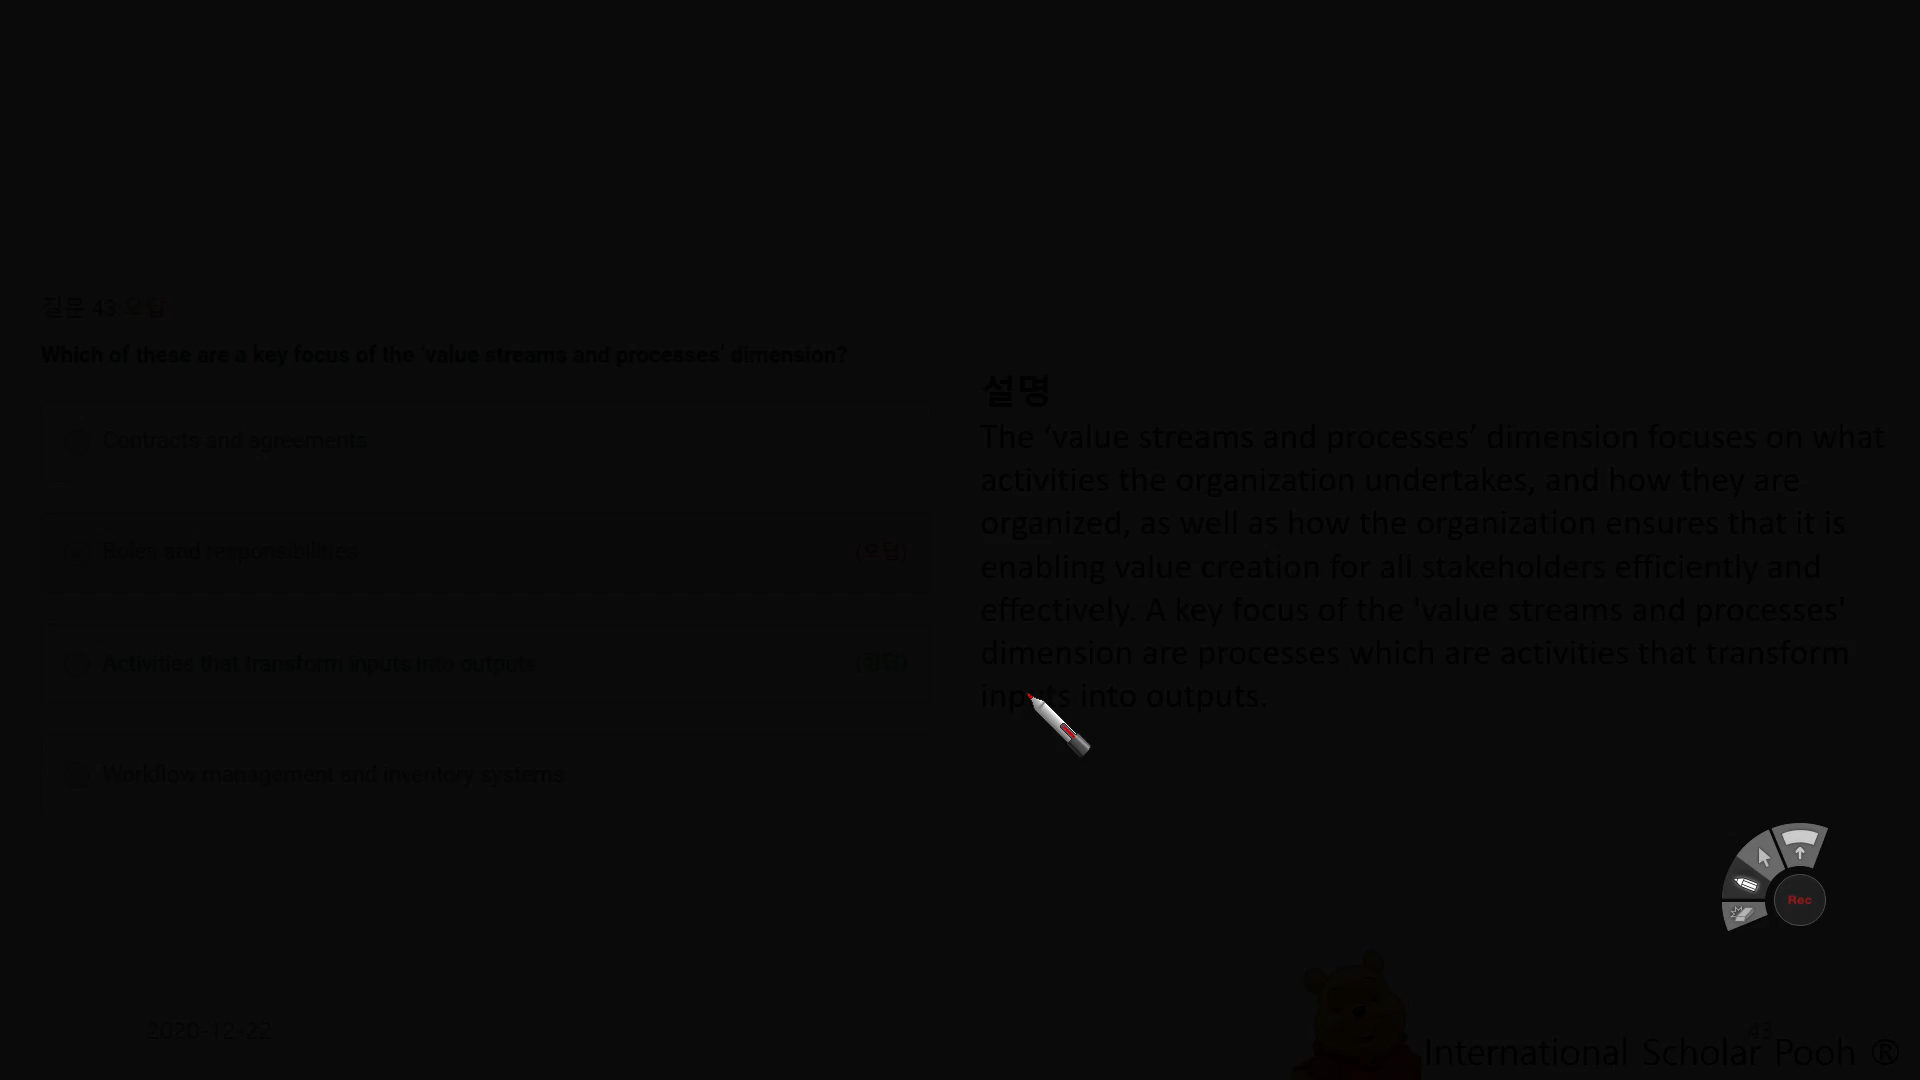 질문 43:오답
Which of these are a key focus of the 'value streams and processes' dimension?
Contracts and agreements
Roles and responsibilities (오답)
Activities that transform inputs into outputs (정답)
Workflow management and inventory systems
설명
The ‘value streams and processes’ dimension focuses on what
activities the organization undertakes, and how they are
organized, as well as how the organization ensures that it is
enabling value creation for all stakeholders efficiently and
effectively. A key focus of the 'value streams and processes'
dimension are processes which are activities that transform
inputs into outputs.
Rec
2020-12-22
43
International Scholar Pooh ®